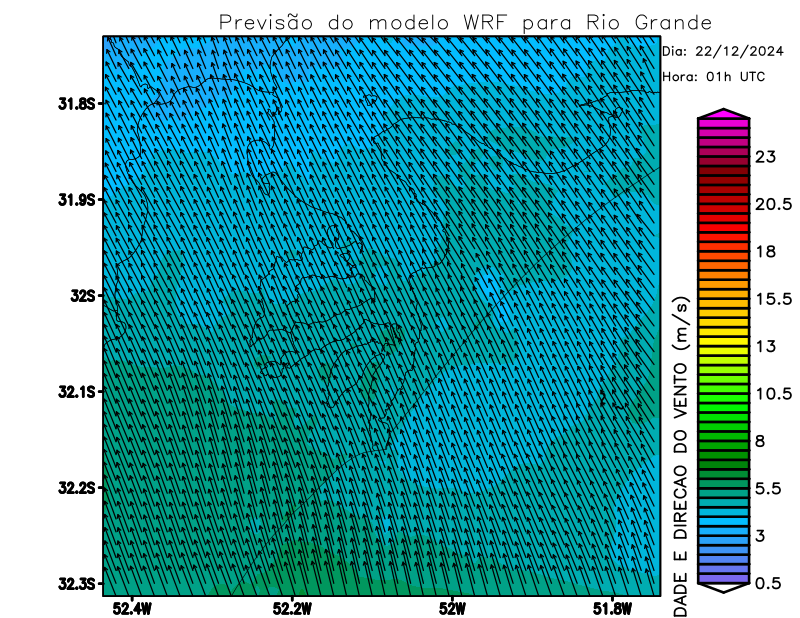 Previsão do modelo WRF para Rio Grande
Dia: 22/12/2024
Hora: 01h UTC
31.8S
31.9S
32S
32.1S
32.2S
32.3S
52.4W
52.2W
52W
51.8W
23
20.5
18
15.5
13
10.5
8
5.5
3
0.5
DADE E DIRECAO DO VENTO (m/s)